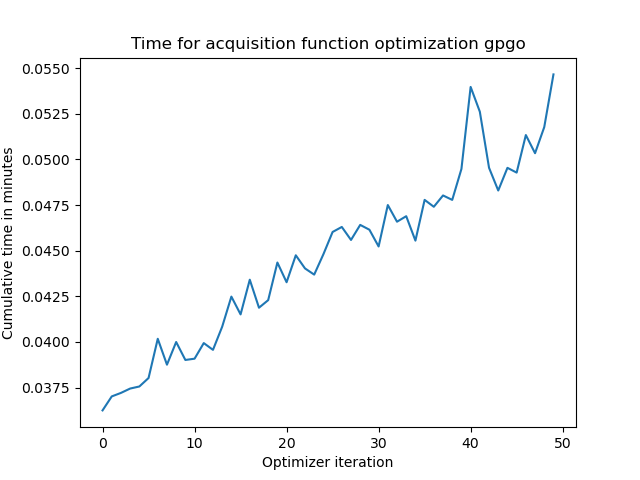 Time for acquisition function optimization gpgo
Cumulative time in minutes
0.0550
0.0525
0.0500
0.0475
0.0450
0.0425
0.0400
0.0375
0 10 20 30 40 50
Optimizer iteration